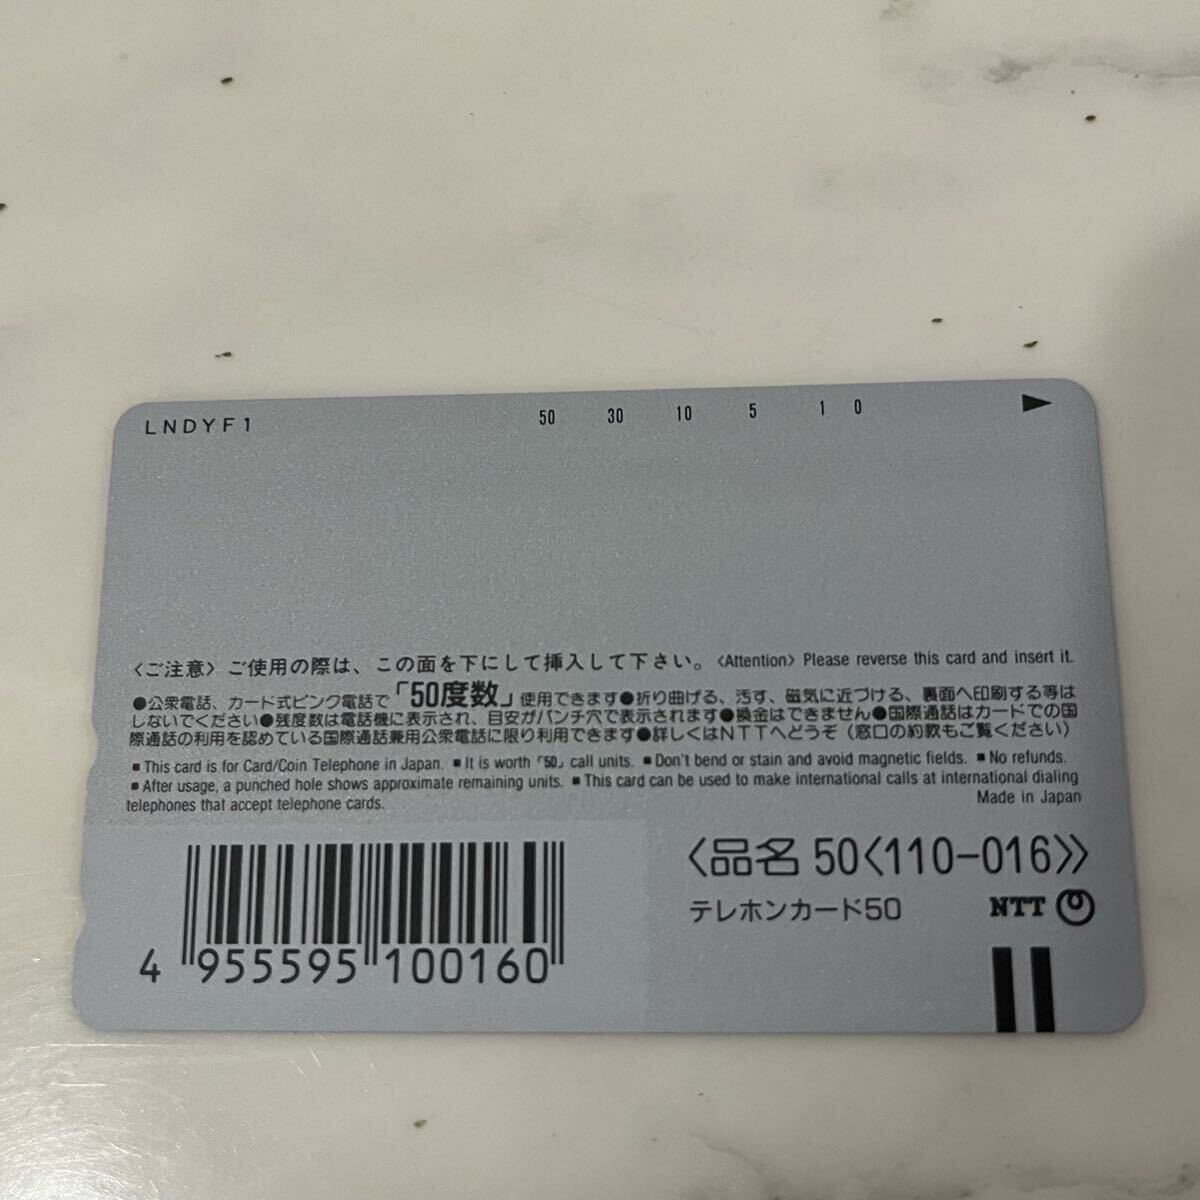 LNDYF1 50 30 10 5 1 0
〈ご注意〉ご使用の際は、この面を下にして挿入して下さい。〈Attention〉Please reverse this card and insert it.
●公衆電話、カード式ピンク電話で「50度数」使用できます●折り曲げる、汚す、磁気に近づける、裏面へ印刷する等は
しないでください●残度数は電話機に表示され、目安がパンチ穴で表示されます●換金はできません●国際通話はカードでの国
際通話の利用を認めている国際通話兼用公衆電話に限り利用できます●詳しくはNTTへどうぞ（窓口の約款もご覧ください）
■This card is for Card/Coin Telephone in Japan. ■It is worth「50」call units. ■Don't bend or stain and avoid magnetic fields. ■No refunds.
■After usage, a punched hole shows approximate remaining units. ■This card can be used to make international calls at international dialing
telephones that accept telephone cards.
Made in Japan
〈品名 50〈110-016〉〉
テレホンカード50
NTT
4 955595 100160